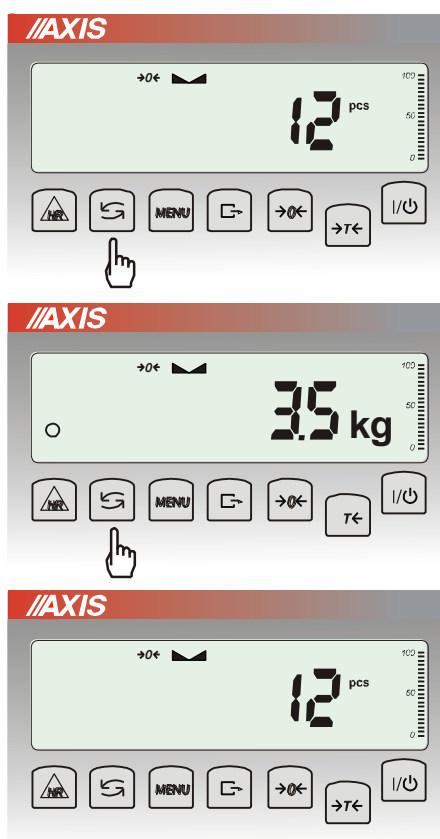 //AXIS
→0← 100
12 pcs 50
0
HR MENU →0← →T← I/⏻
//AXIS
→0← 100
3.5 kg 50
0
HR MENU →0← T← I/⏻
//AXIS
→0← 100
12 pcs 50
0
HR MENU →0← →T← I/⏻